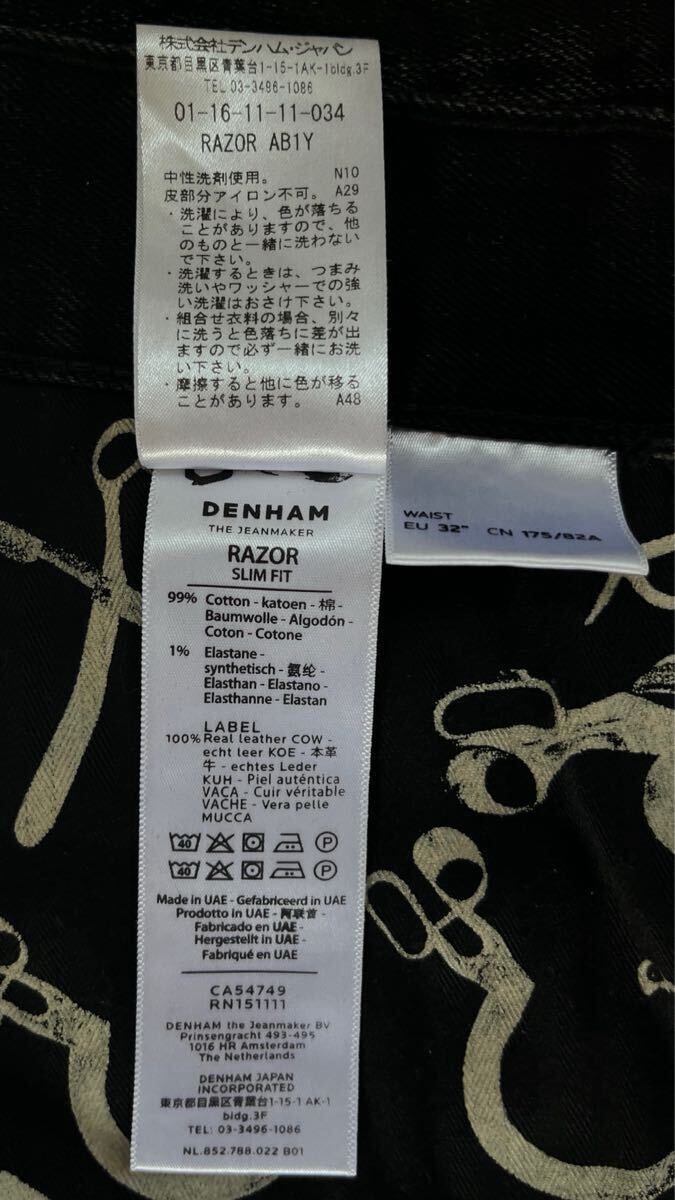 株式会社デンハム・ジャパン
東京都目黒区青葉台1-15-1AK-1bldg.3F
TEL 03-3496-1086
01-16-11-11-034
RAZOR AB1Y
中性洗剤使用。 N10
皮部分アイロン不可。 A29
・洗濯により、色が落ちる
ことがありますので、他
のものと一緒に洗わない
で下さい。
・洗濯するときは、つまみ
洗いやワッシャーでの強
い洗濯はおさけ下さい。
・組合せ衣料の場合、別々
に洗うと色落ちに差が出
ますので必ず一緒にお洗
い下さい。
・摩擦すると他に色が移る
ことがあります。 A48
WAIST
EU 32" CN 175/82A
DENHAM
THE JEANMAKER
RAZOR
SLIM FIT
99% Cotton - katoen - 棉 -
Baumwolle - Algodón -
Coton - Cotone
1% Elastane -
synthetisch - 氨纶 -
Elasthan - Elastano -
Elasthanne - Elastan
LABEL
100% Real leather COW -
echt leer KOE - 本革
牛 - echtes Leder
KUH - Piel auténtica
VACA - Cuir véritable
VACHE - Vera pelle
MUCCA
40 P
40 P
Made in UAE - Gefabriceerd in UAE
Prodotto in UAE - 阿联酋 -
Fabricado en UAE -
Hergestellt in UAE -
Fabriqué en UAE
CA54749
RN151111
DENHAM the Jeanmaker BV
Prinsengracht 493-495
1016 HR Amsterdam
The Netherlands
DENHAM JAPAN
INCORPORATED
東京都目黒区青葉台1-15-1 AK-1
bldg.3F
TEL: 03-3496-1086
NL.852.788.022 B01